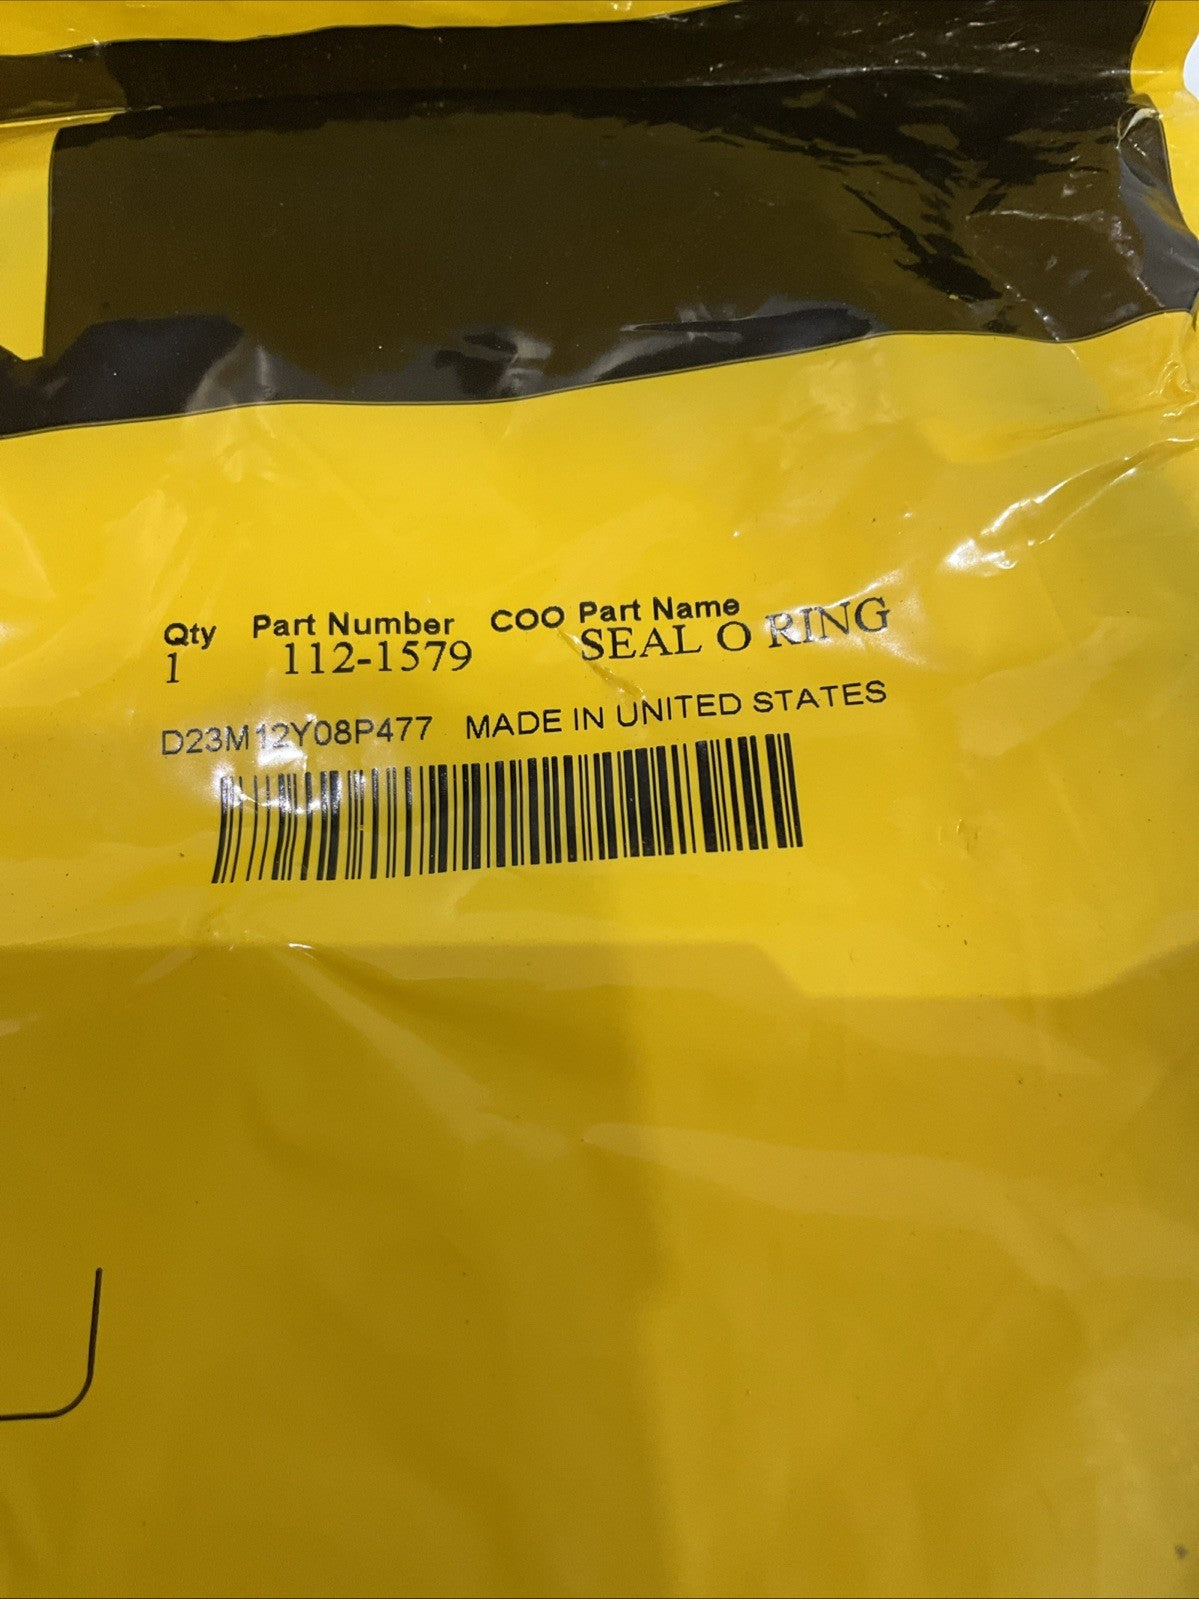 Qty Part Number COO Part Name
1 112-1579 SEAL O RING
D23M12Y08P477 MADE IN UNITED STATES